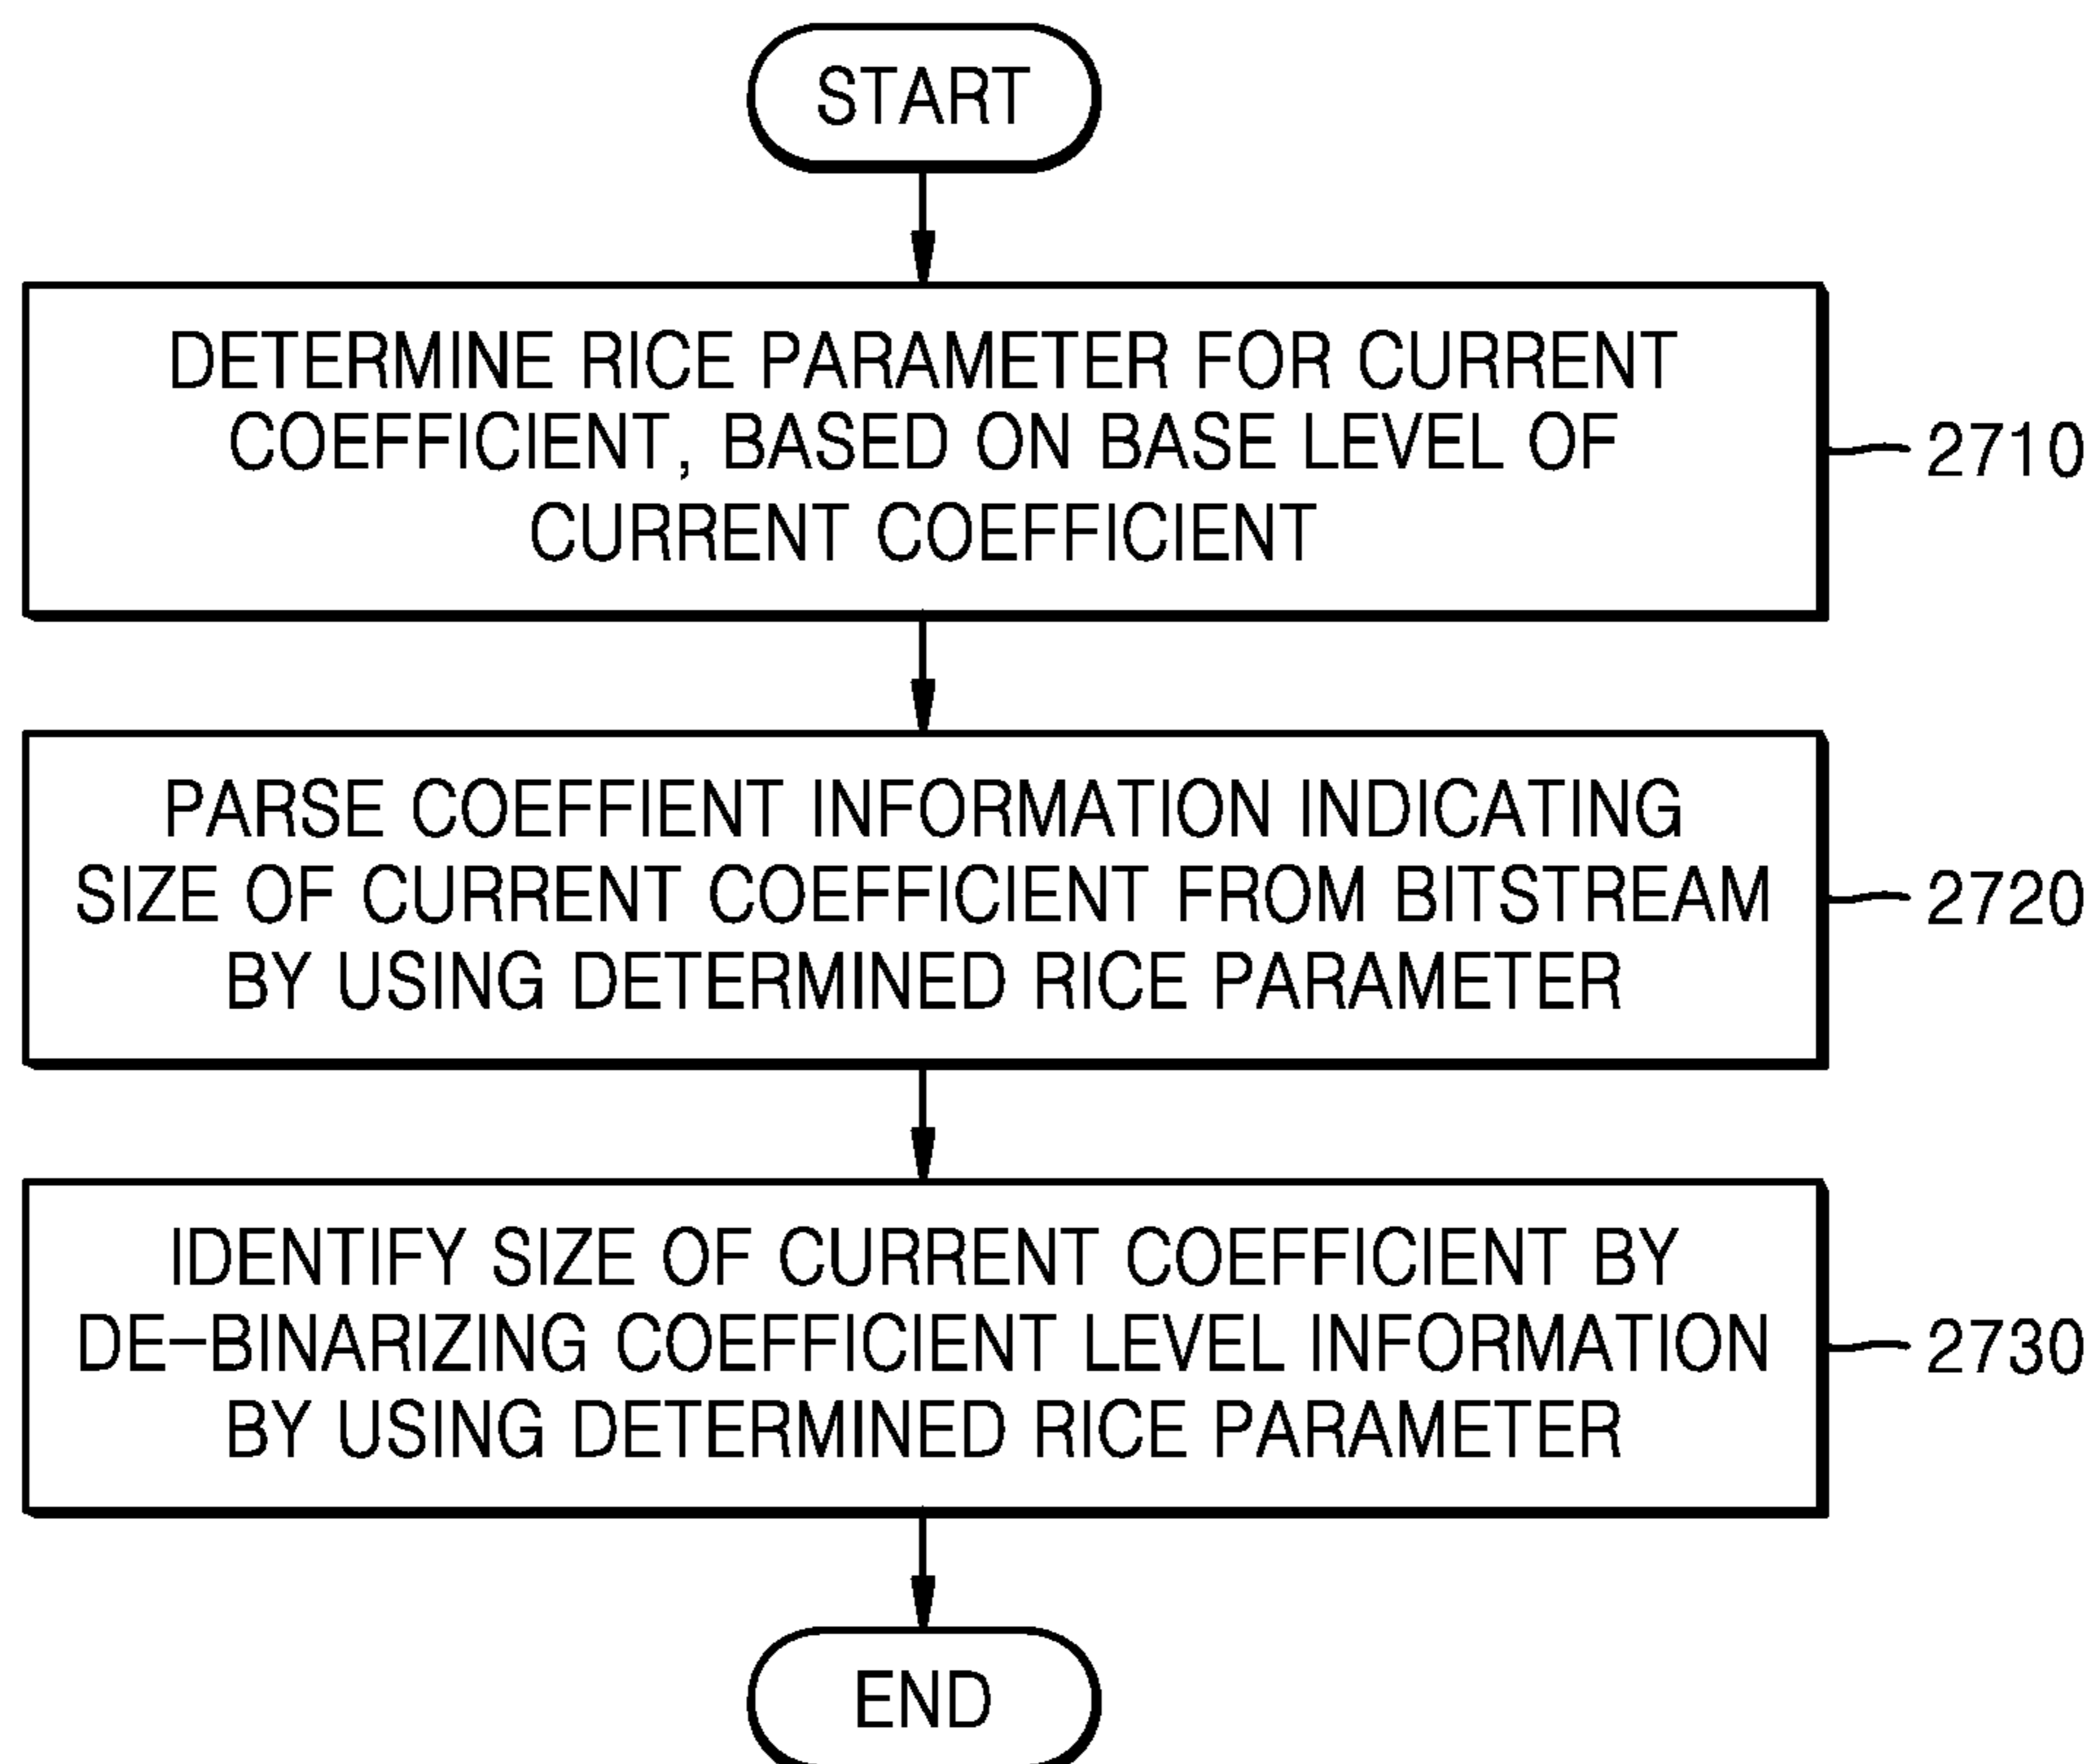 START
DETERMINE RICE PARAMETER FOR CURRENT
COEFFICIENT, BASED ON BASE LEVEL OF
CURRENT COEFFICIENT
2710
PARSE COEFFIENT INFORMATION INDICATING
SIZE OF CURRENT COEFFICIENT FROM BITSTREAM
BY USING DETERMINED RICE PARAMETER
2720
IDENTIFY SIZE OF CURRENT COEFFICIENT BY
DE-BINARIZING COEFFICIENT LEVEL INFORMATION
BY USING DETERMINED RICE PARAMETER
2730
END